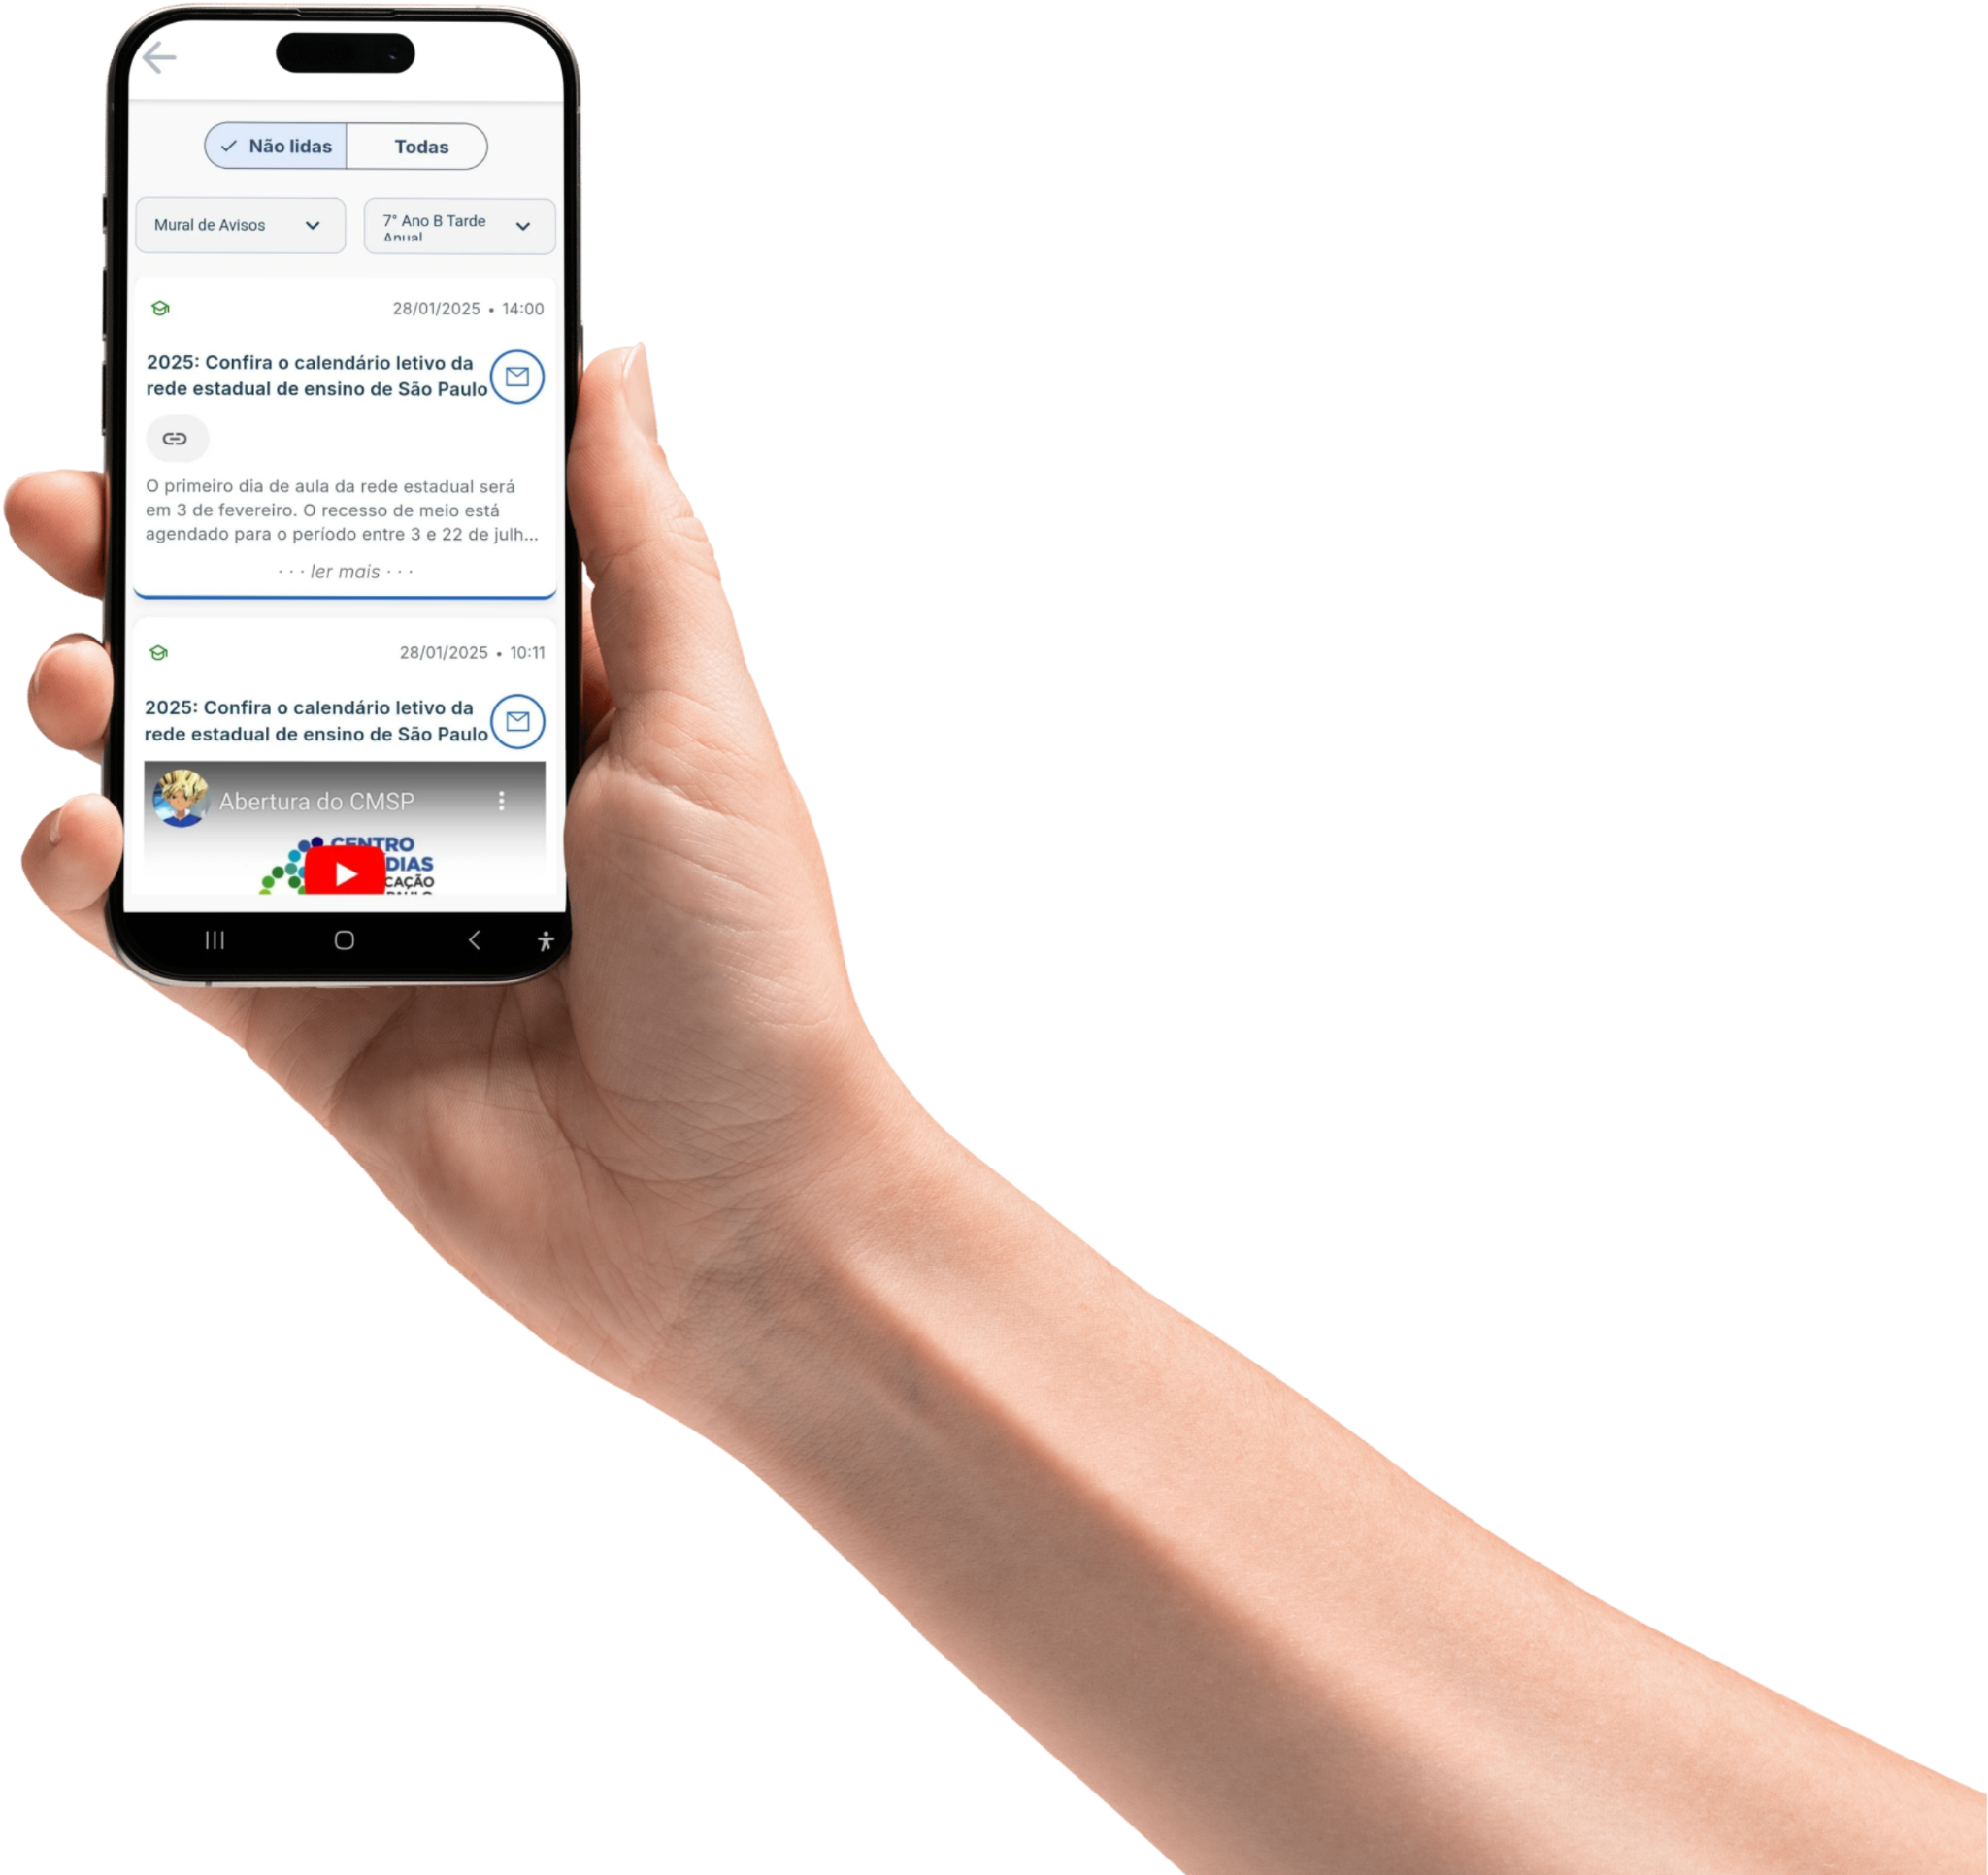 Não lidas
Todas
Mural de Avisos
7° Ano B Tarde
Anual
28/01/2025 • 14:00
2025: Confira o calendário letivo da
rede estadual de ensino de São Paulo
O primeiro dia de aula da rede estadual será
em 3 de fevereiro. O recesso de meio está
agendado para o período entre 3 e 22 de julh...
· · · ler mais · · ·
28/01/2025 • 10:11
2025: Confira o calendário letivo da
rede estadual de ensino de São Paulo
Abertura do CMSP
CENTRO
DIAS
CAÇÃO